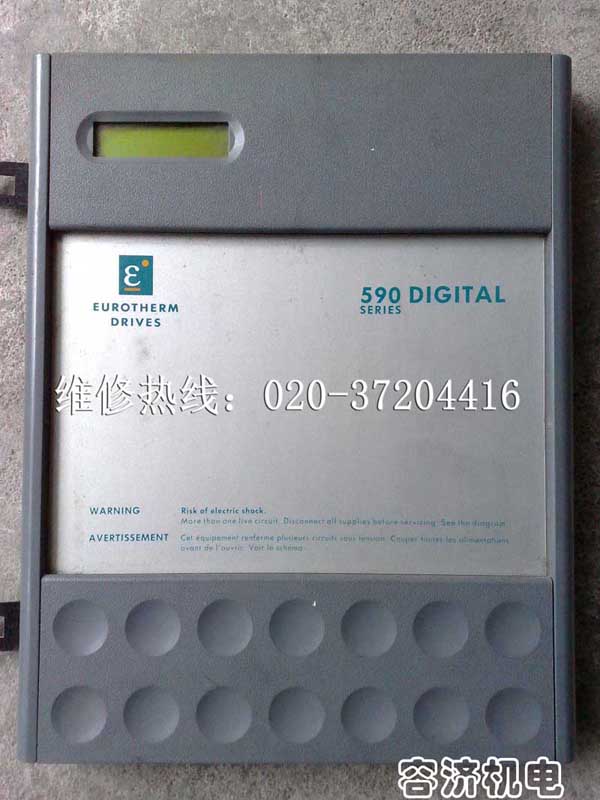 ε
EUROTHERM
DRIVES
590 DIGITAL
SERIES
维修热线：020-37204416
WARNING Risk of electric shock.
More than one live circuit. Disconnect all supplies before servicing. See the diagram.
AVERTISSEMENT Cet équipement renferme plusieurs circuits sous tension. Couper toutes les alimentations
avant de l'ouvrir. Voir le schema.
容济机电